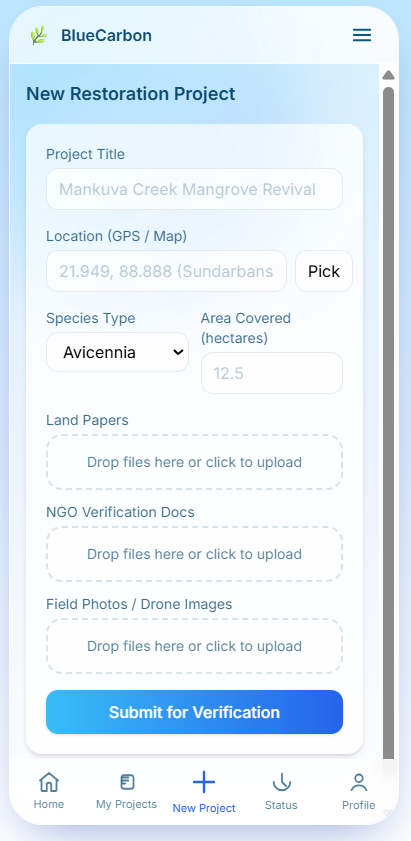 BlueCarbon
New Restoration Project
Project Title
Mankuva Creek Mangrove Revival
Location (GPS / Map)
21.949, 88.888 (Sundarbans
Pick
Species Type
Area Covered
(hectares)
Avicennia
12.5
Land Papers
Drop files here or click to upload
NGO Verification Docs
Drop files here or click to upload
Field Photos / Drone Images
Drop files here or click to upload
Submit for Verification
Home
My Projects
New Project
Status
Profile